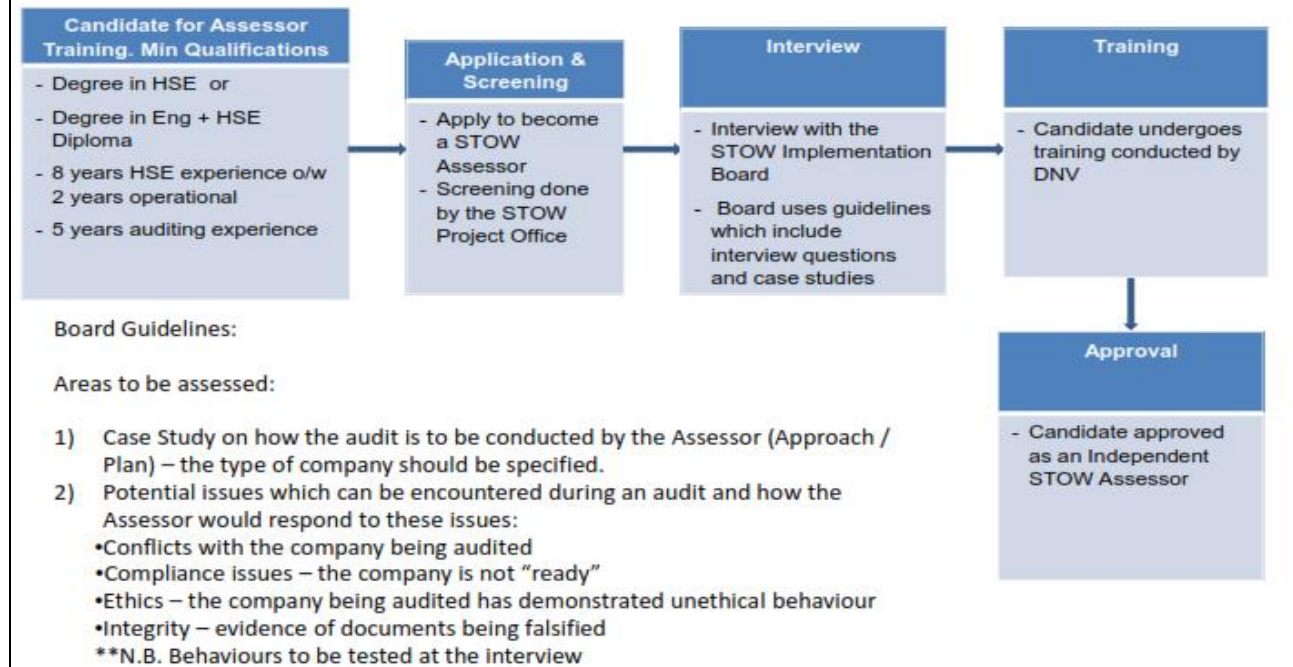 Candidate for Assessor
Training. Min Qualifications
- Degree in HSE or
- Degree in Eng + HSE
Diploma
- 8 years HSE experience o/w
2 years operational
- 5 years auditing experience
Application &
Screening
- Apply to become
a STOW
Assessor
- Screening done
by the STOW
Project Office
Interview
- Interview with the
STOW Implementation
Board
- Board uses guidelines
which include
interview questions
and case studies
Training
- Candidate undergoes
training conducted by
DNV
Approval
- Candidate approved
as an Independent
STOW Assessor
Board Guidelines:
Areas to be assessed:
1) Case Study on how the audit is to be conducted by the Assessor (Approach /
Plan) – the type of company should be specified.
2) Potential issues which can be encountered during an audit and how the
Assessor would respond to these issues:
•Conflicts with the company being audited
•Compliance issues – the company is not “ready”
•Ethics – the company being audited has demonstrated unethical behaviour
•Integrity – evidence of documents being falsified
**N.B. Behaviours to be tested at the interview